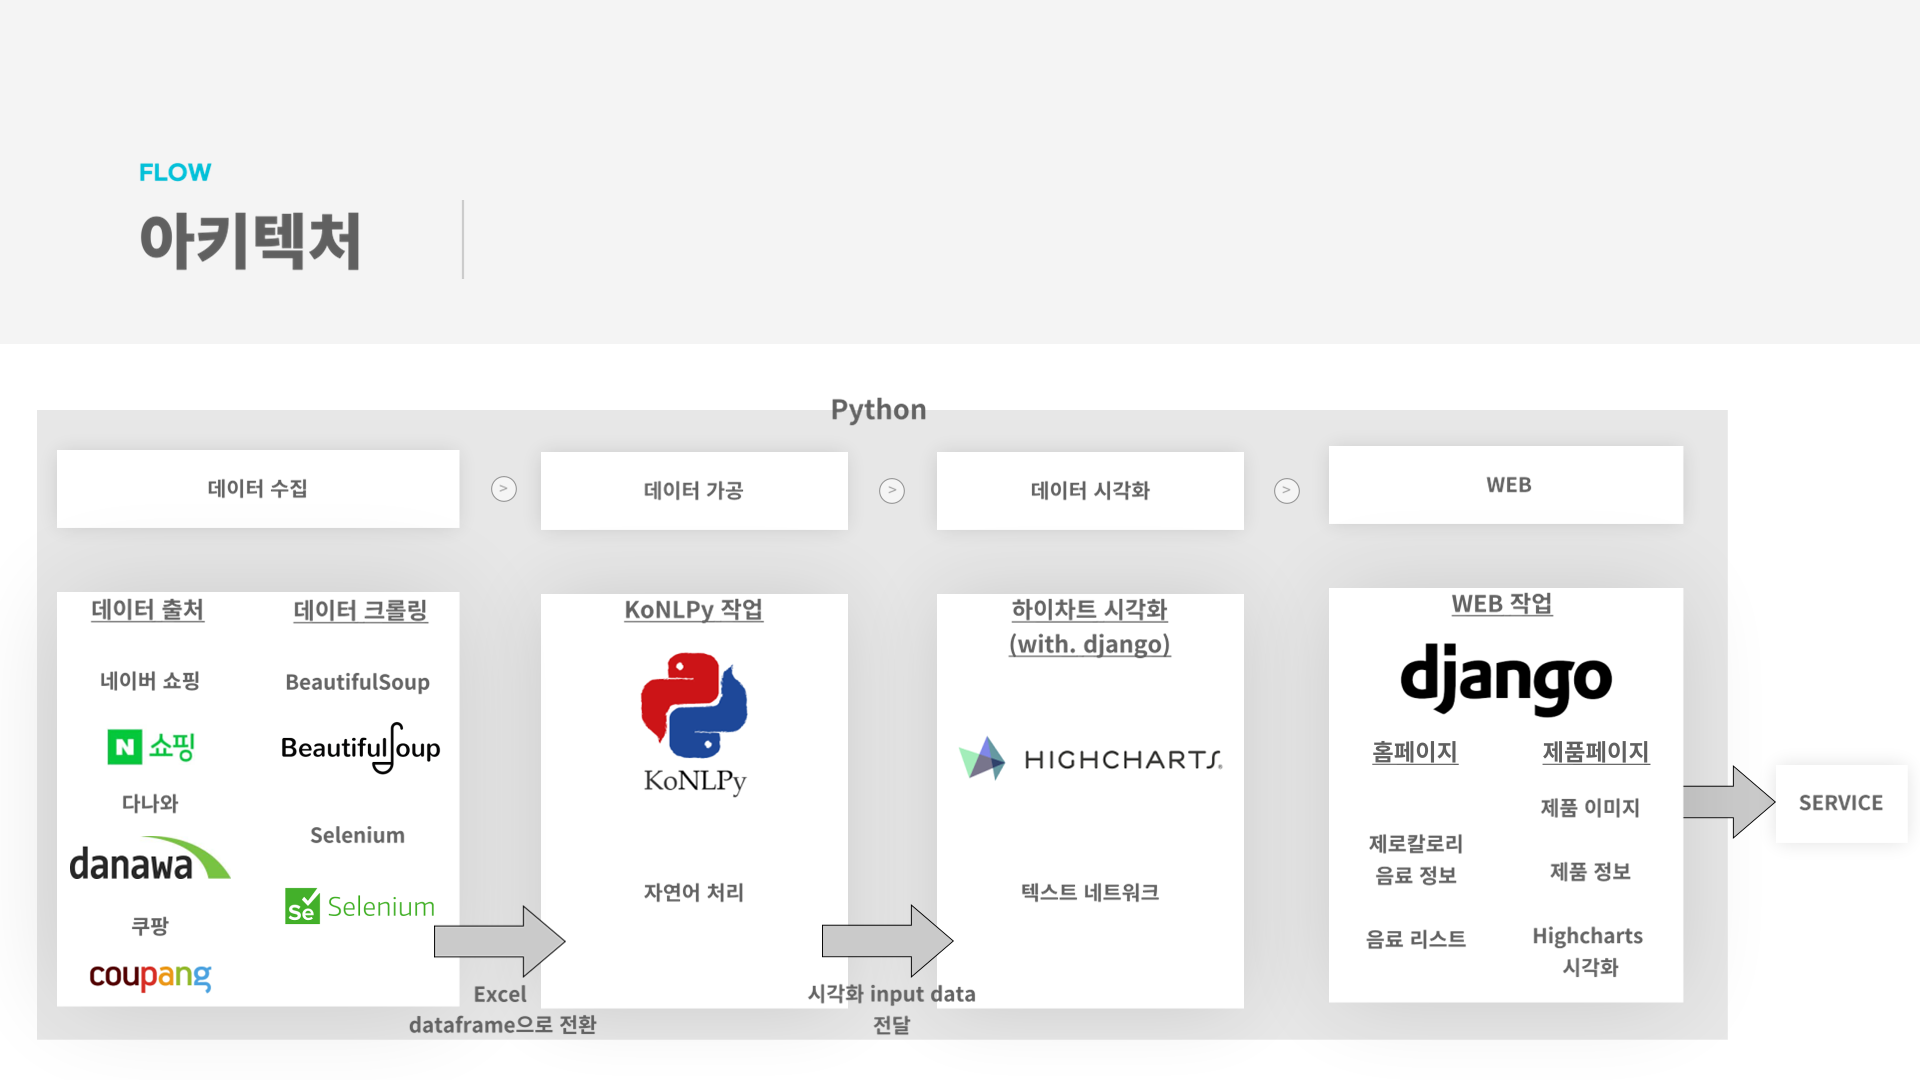 FLOW
아키텍처
Python
데이터 수집
>
데이터 가공
>
데이터 시각화
>
WEB
데이터 출처
네이버 쇼핑
N 쇼핑
다나와
danawa
쿠팡
coupang
데이터 크롤링
BeautifulSoup
BeautifulSoup
Selenium
Se Selenium
Excel
dataframe으로 전환
KoNLPy 작업
KoNLPy
자연어 처리
시각화 input data
전달
하이차트 시각화
(with. django)
HIGHCHARTS®
텍스트 네트워크
WEB 작업
django
홈페이지
제로칼로리
음료 정보
음료 리스트
제품페이지
제품 이미지
제품 정보
Highcharts
시각화
SERVICE